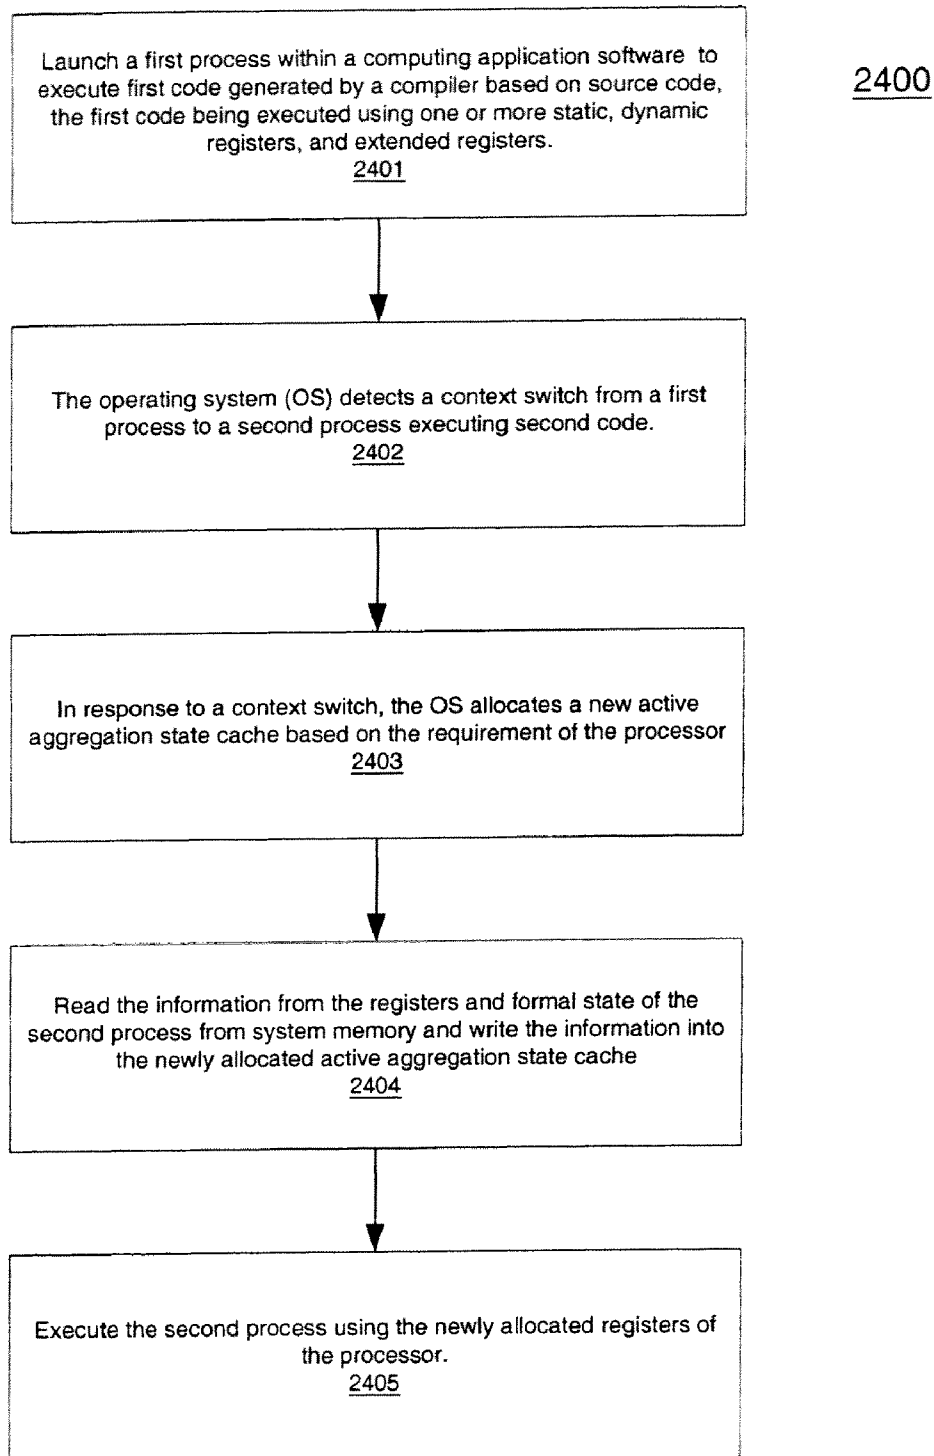 2400
Launch a first process within a computing application software to
execute first code generated by a compiler based on source code,
the first code being executed using one or more static, dynamic
registers, and extended registers.
2401
The operating system (OS) detects a context switch from a first
process to a second process executing second code.
2402
In response to a context switch, the OS allocates a new active
aggregation state cache based on the requirement of the processor
2403
Read the information from the registers and formal state of the
second process from system memory and write the information into
the newly allocated active aggregation state cache
2404
Execute the second process using the newly allocated registers of
the processor.
2405